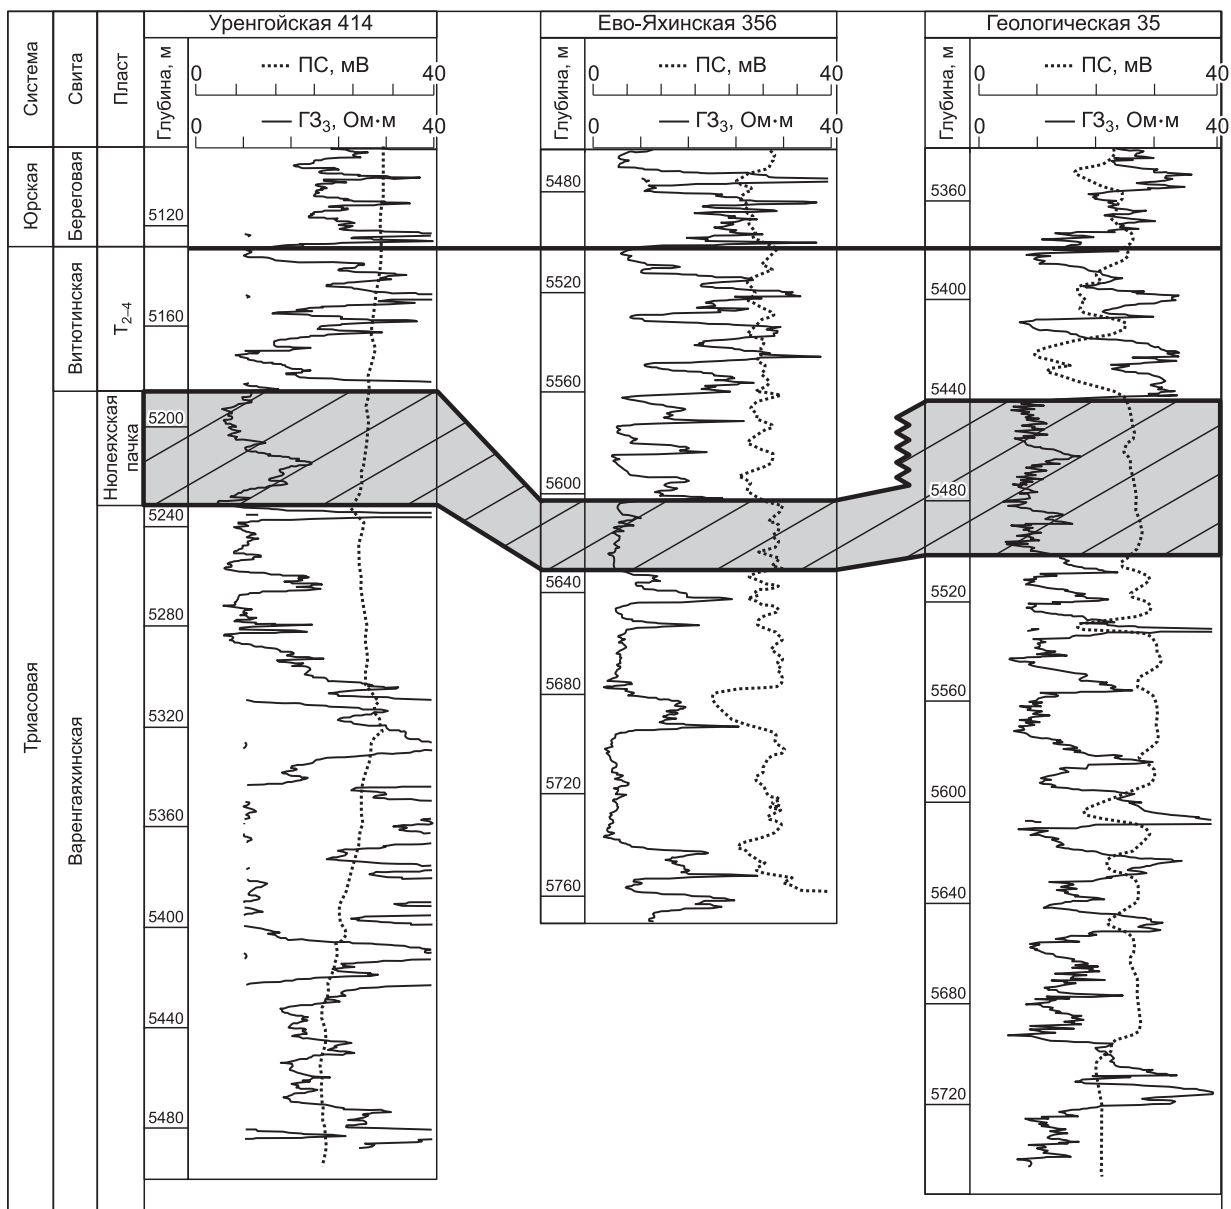 Уренгойская 414
Ево-Яхинская 356
Геологическая 35
Система
Свита
Пласт
Глубина, м
0 ПС, мВ 40
0 ГЗ₃, Ом·м 40
Глубина, м
0 ПС, мВ 40
0 ГЗ₃, Ом·м 40
Глубина, м
0 ПС, мВ 40
0 ГЗ₃, Ом·м 40
Юрская
Береговая
Триасовая
Витютинская
Т₂₋₄
Нюлеяхская
пачка
Варенгаяхинская
5120
5160
5200
5240
5280
5320
5360
5400
5440
5480
5480
5520
5560
5600
5640
5680
5720
5760
5360
5400
5440
5480
5520
5560
5600
5640
5680
5720